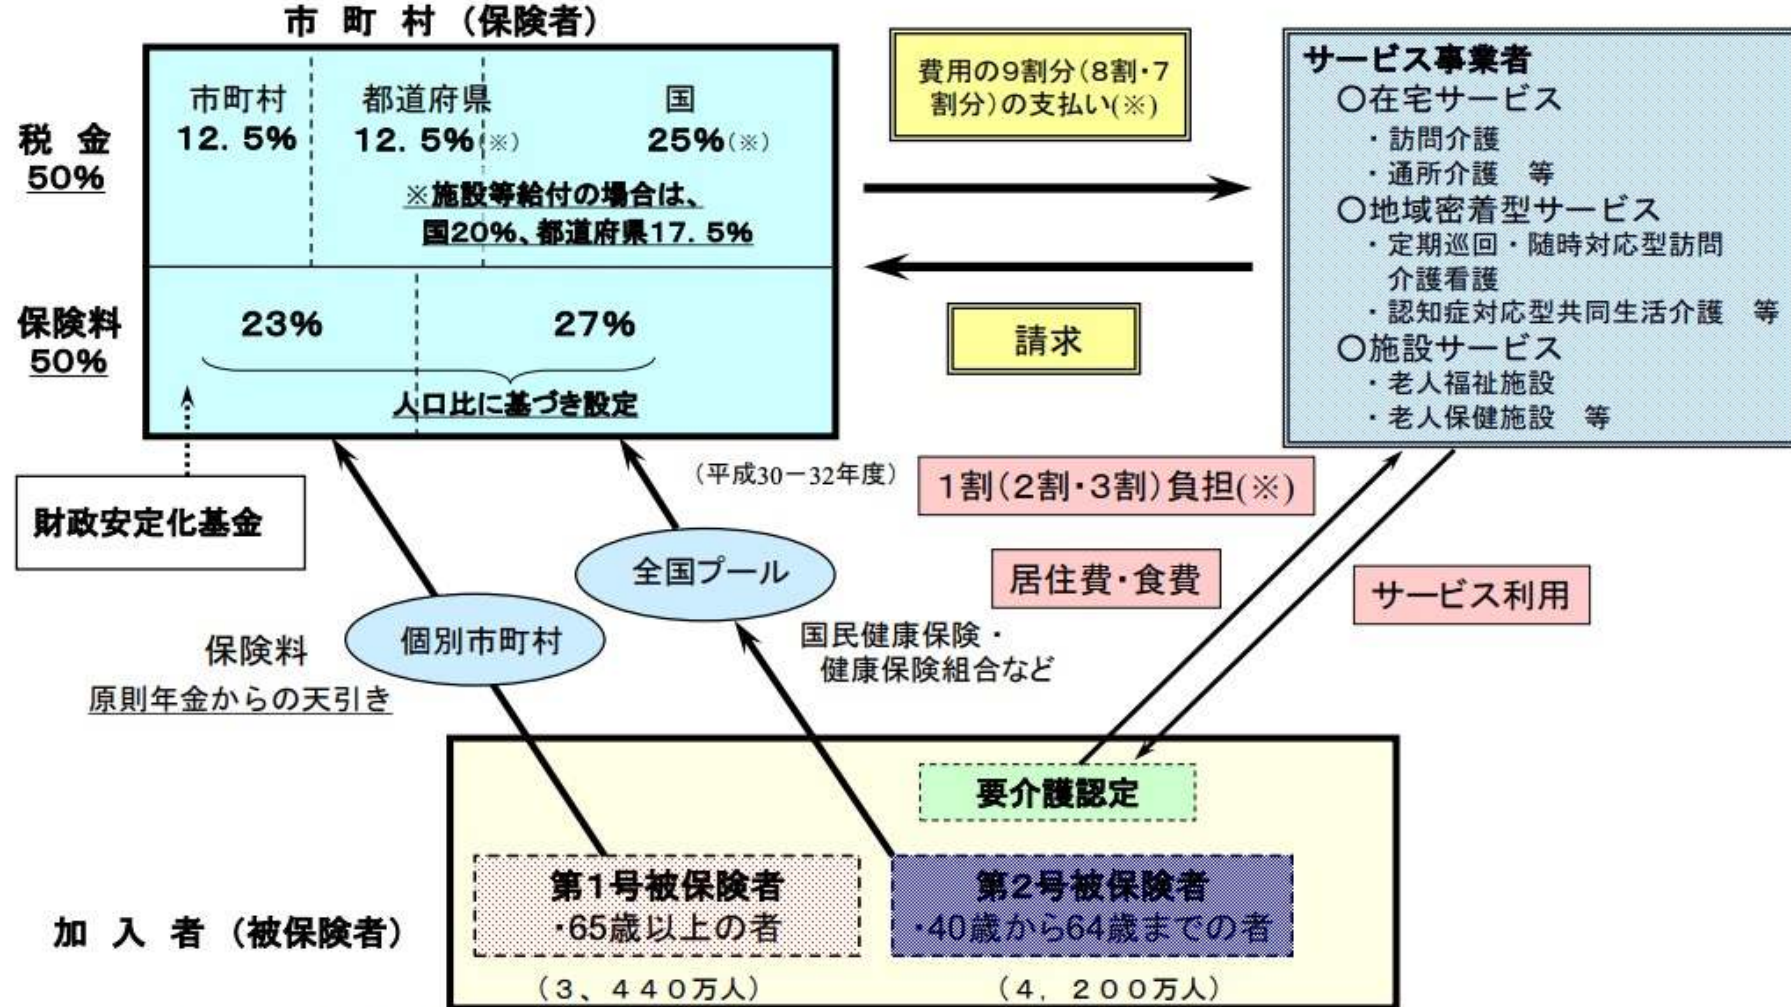 市 町 村 （保険者）
税 金
50%
市町村
12. 5%
都道府県
12. 5%(※)
国
25%(※)
※施設等給付の場合は、
国20%、都道府県17. 5%
保険料
50%
23%
27%
人口比に基づき設定
財政安定化基金
費用の9割分（8割・7
割分）の支払い(※)
請求
サービス事業者
○在宅サービス
・訪問介護
・通所介護　等
○地域密着型サービス
・定期巡回・随時対応型訪問
介護看護
・認知症対応型共同生活介護　等
○施設サービス
・老人福祉施設
・老人保健施設　等
（平成30－32年度）
1割（2割・3割）負担(※)
全国プール
居住費・食費
サービス利用
個別市町村
保険料
原則年金からの天引き
国民健康保険・
健康保険組合など
要介護認定
加 入 者 （被保険者）
第1号被保険者
・65歳以上の者
（３、４４０万人）
第2号被保険者
・40歳から64歳までの者
（４，２００万人）